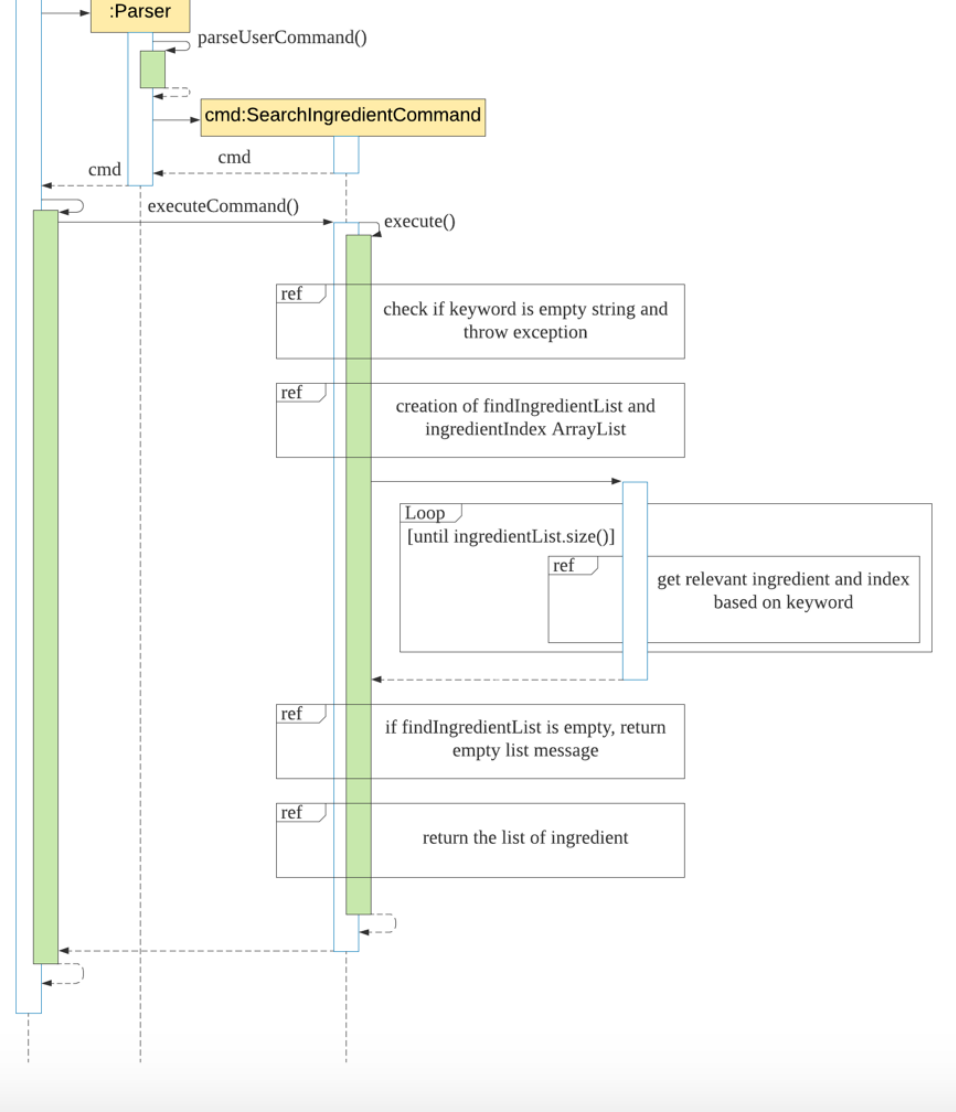 :Parser
parseUserCommand()
cmd:SearchIngredientCommand
cmd
cmd
executeCommand()
execute()
ref
check if keyword is empty string and
throw exception
ref
creation of findIngredientList and
ingredientIndex ArrayList
Loop
[until ingredientList.size()]
ref
get relevant ingredient and index
based on keyword
ref
if findIngredientList is empty, return
empty list message
ref
return the list of ingredient